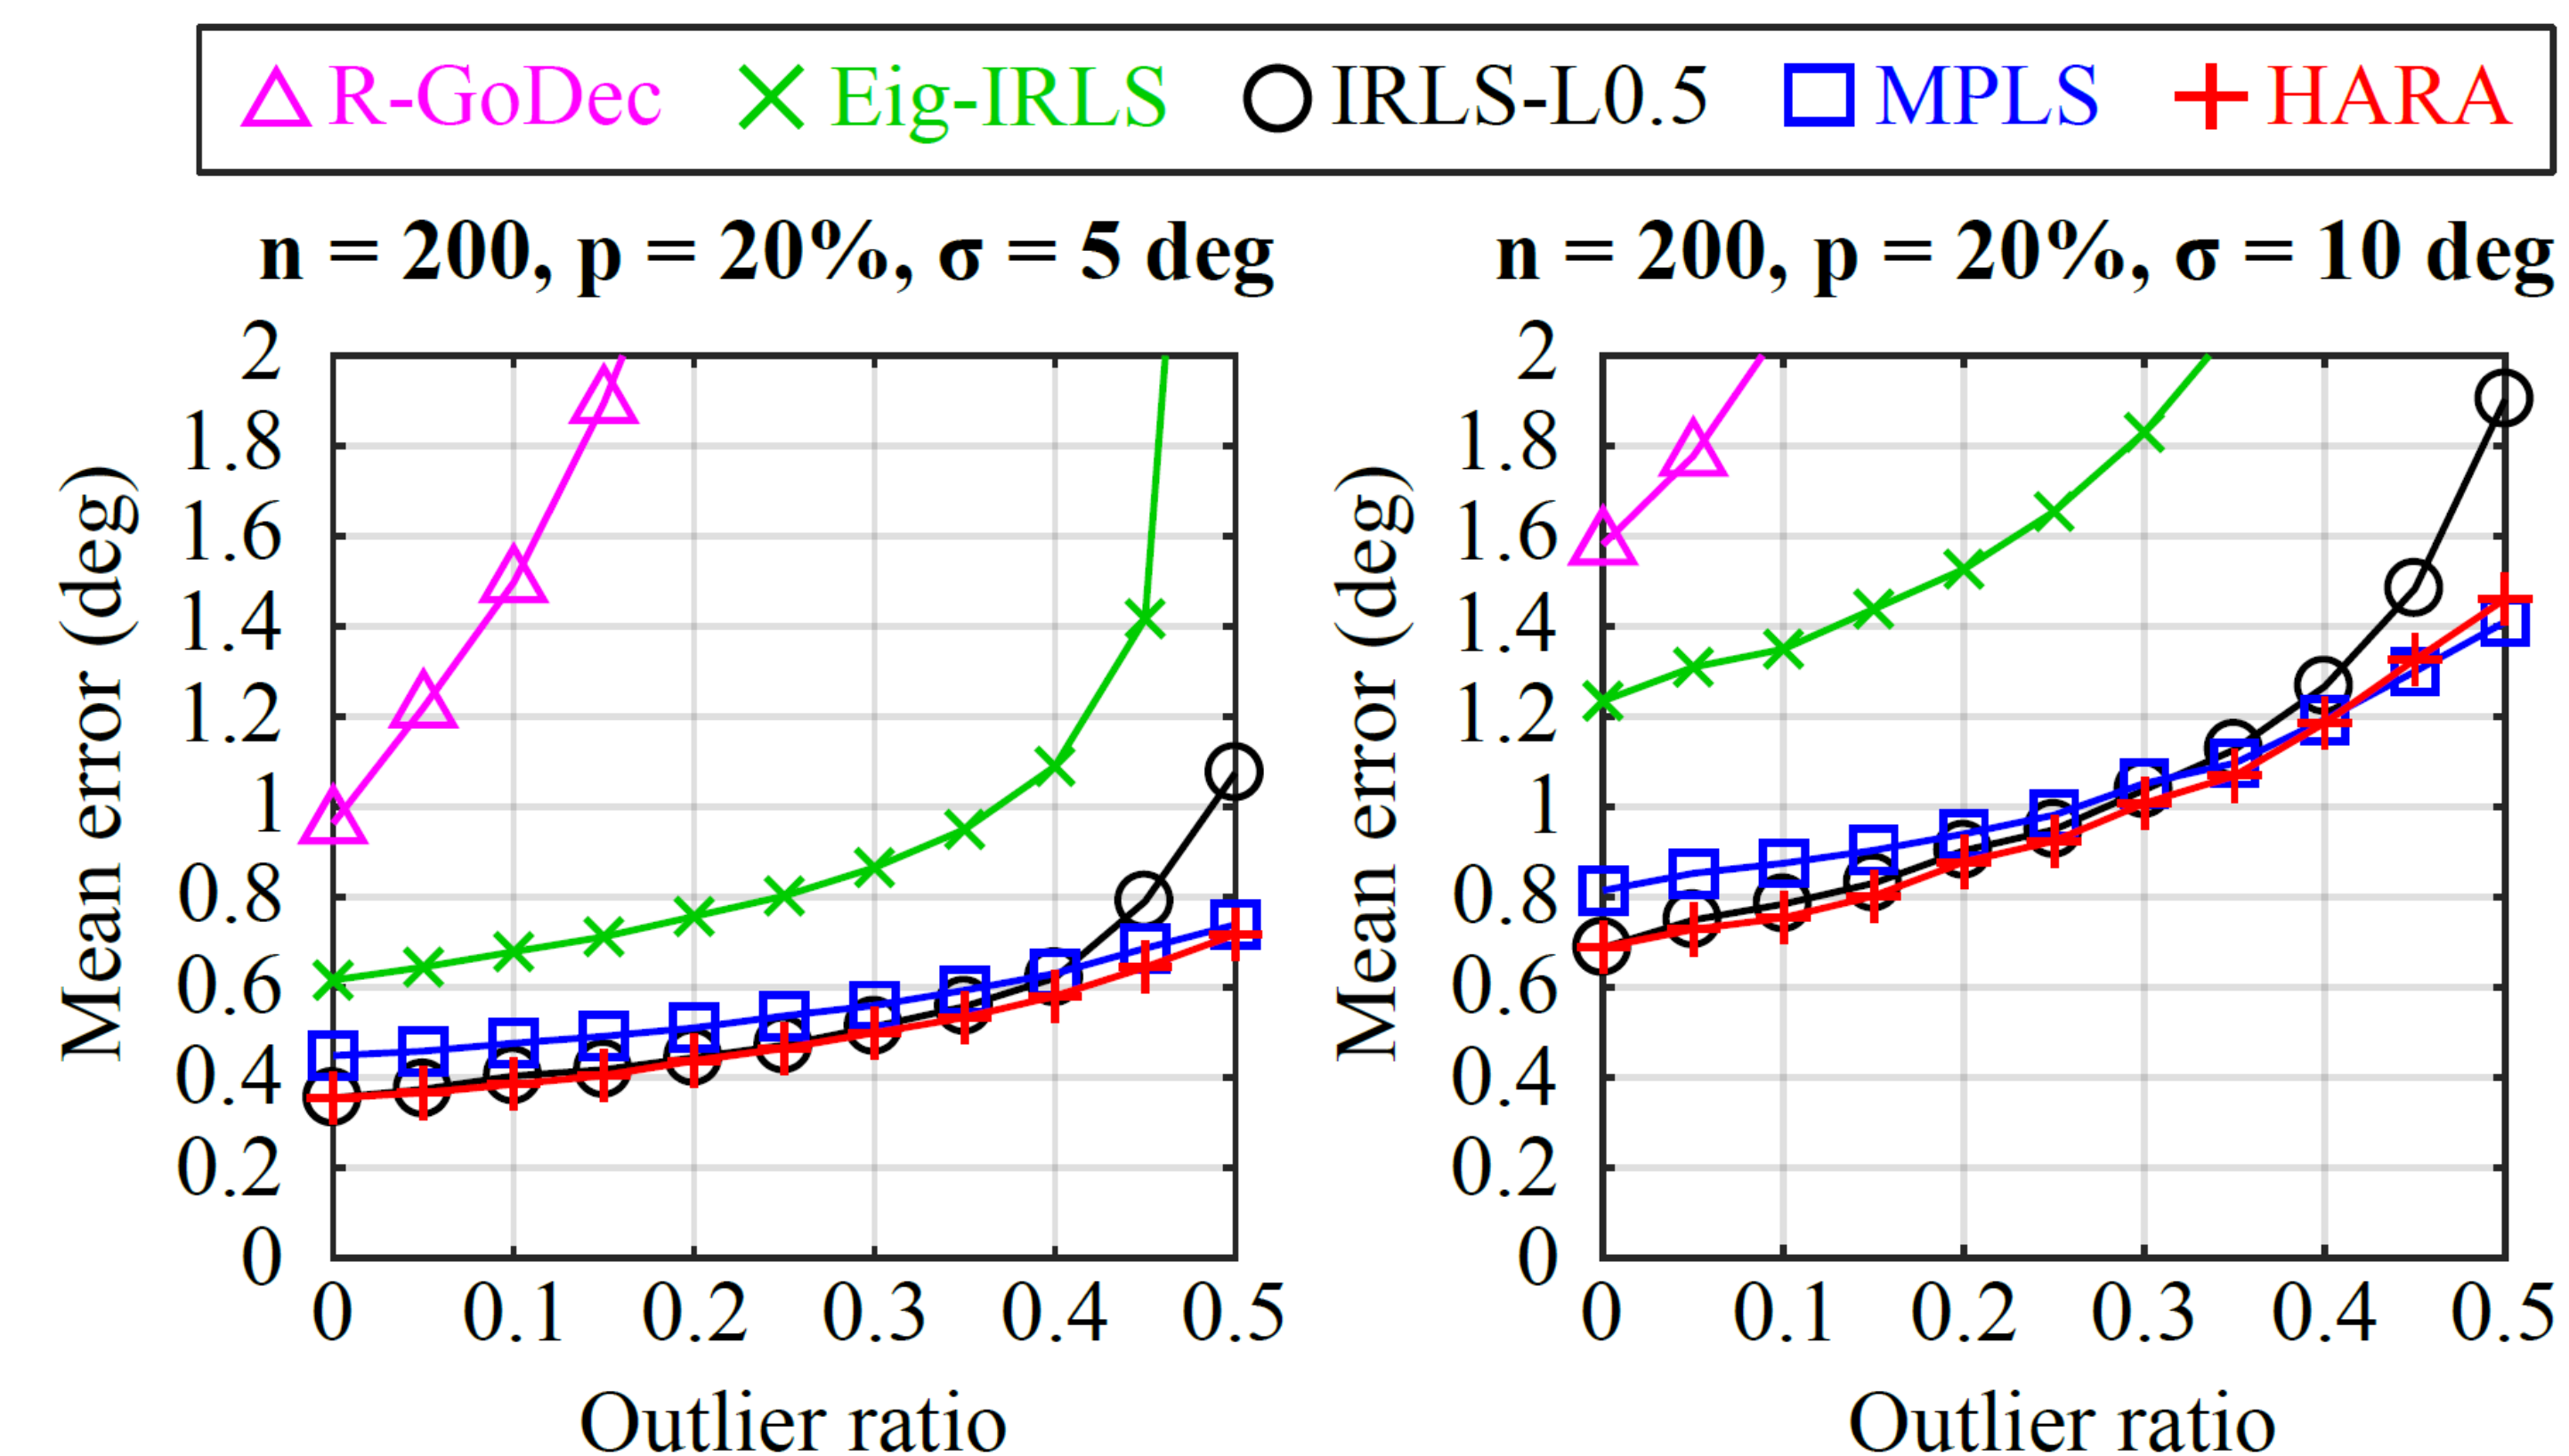 R-GoDec Eig-IRLS IRLS-L0.5 MPLS HARA
n = 200, p = 20%, σ = 5 deg
2
1.8
1.6
1.4
1.2
1
0.8
0.6
0.4
0.2
0
Mean error (deg)
0 0.1 0.2 0.3 0.4 0.5
Outlier ratio
n = 200, p = 20%, σ = 10 deg
2
1.8
1.6
1.4
1.2
1
0.8
0.6
0.4
0.2
0
Mean error (deg)
0 0.1 0.2 0.3 0.4 0.5
Outlier ratio